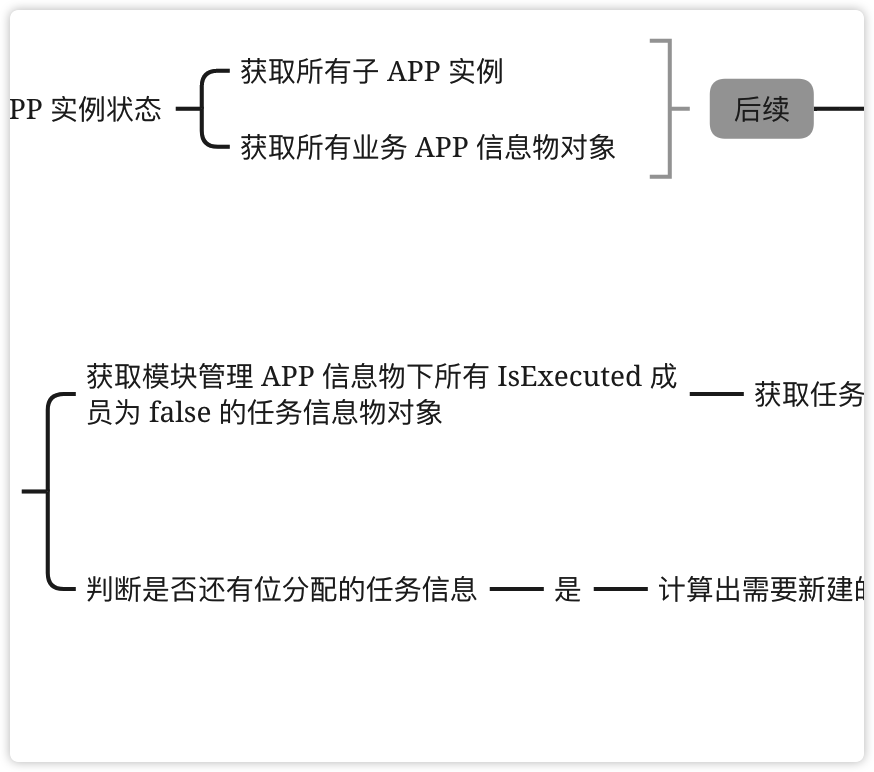 获取所有子 APP 实例
PP 实例状态
后续
获取所有业务 APP 信息物对象
获取模块管理 APP 信息物下所有 IsExecuted 成
员为 false 的任务信息物对象
获取任务
判断是否还有位分配的任务信息
是
计算出需要新建